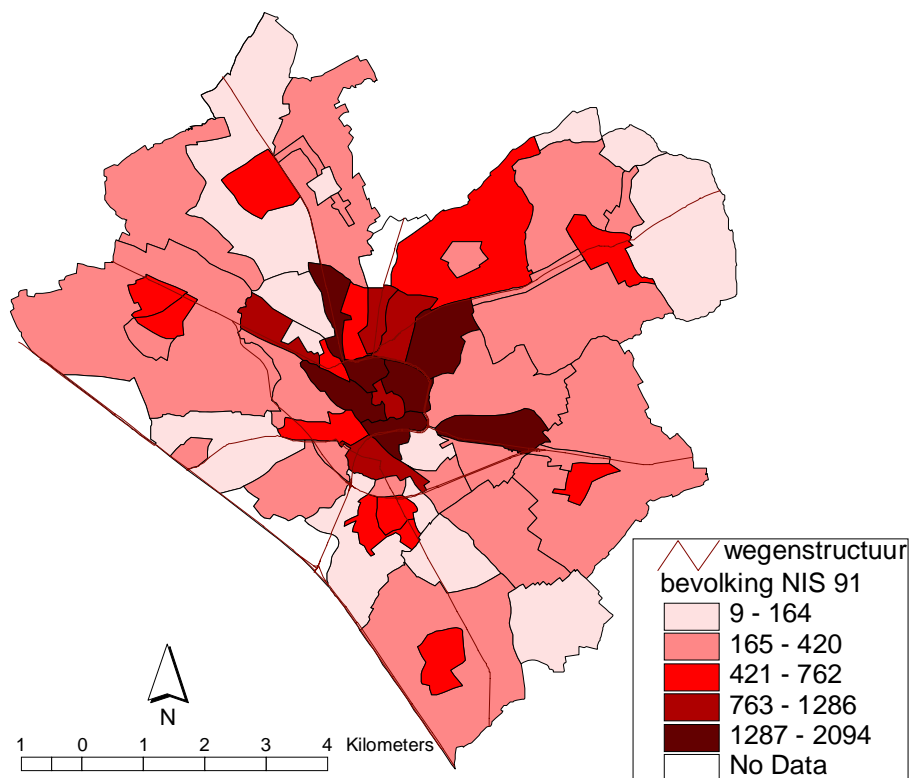 wegenstructuur
bevolking NIS 91
9 - 164
165 - 420
421 - 762
763 - 1286
1287 - 2094
No Data
N
1 0 1 2 3 4 Kilometers